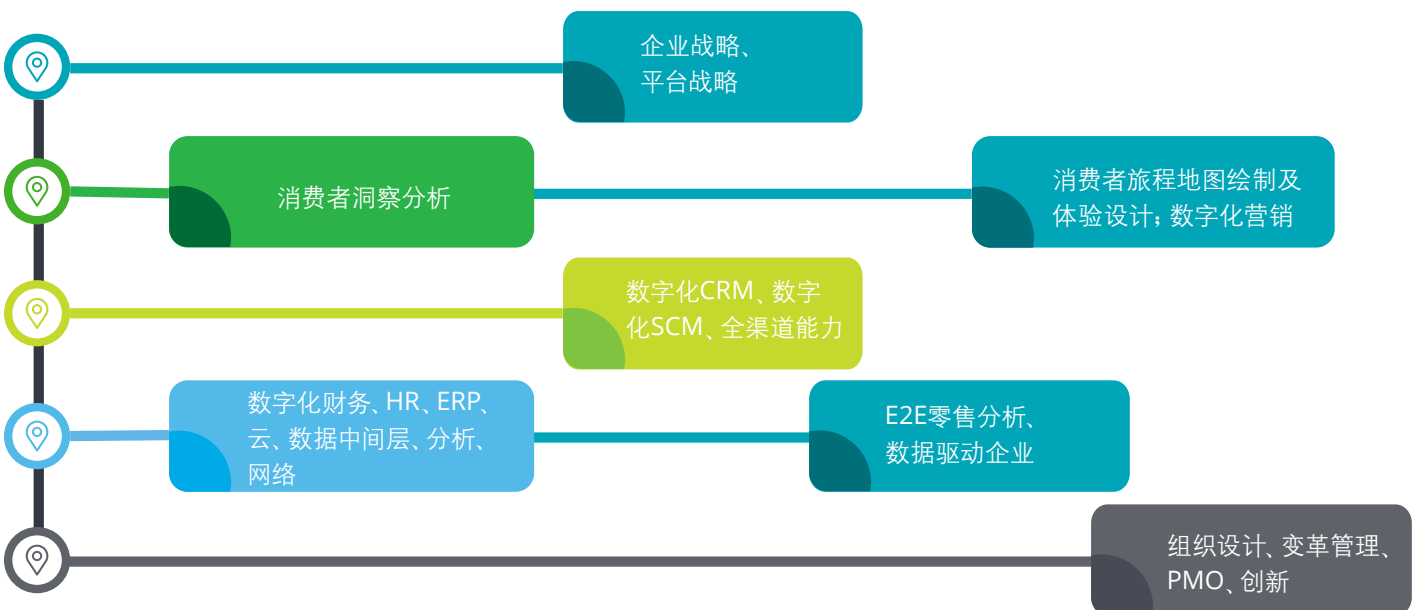 企业战略、
平台战略
消费者洞察分析
消费者旅程地图绘制及
体验设计；数字化营销
数字化CRM、数字
化SCM、全渠道能力
数字化财务、HR、ERP、
云、数据中间层、分析、
网络
E2E零售分析、
数据驱动企业
组织设计、变革管理、
PMO、创新